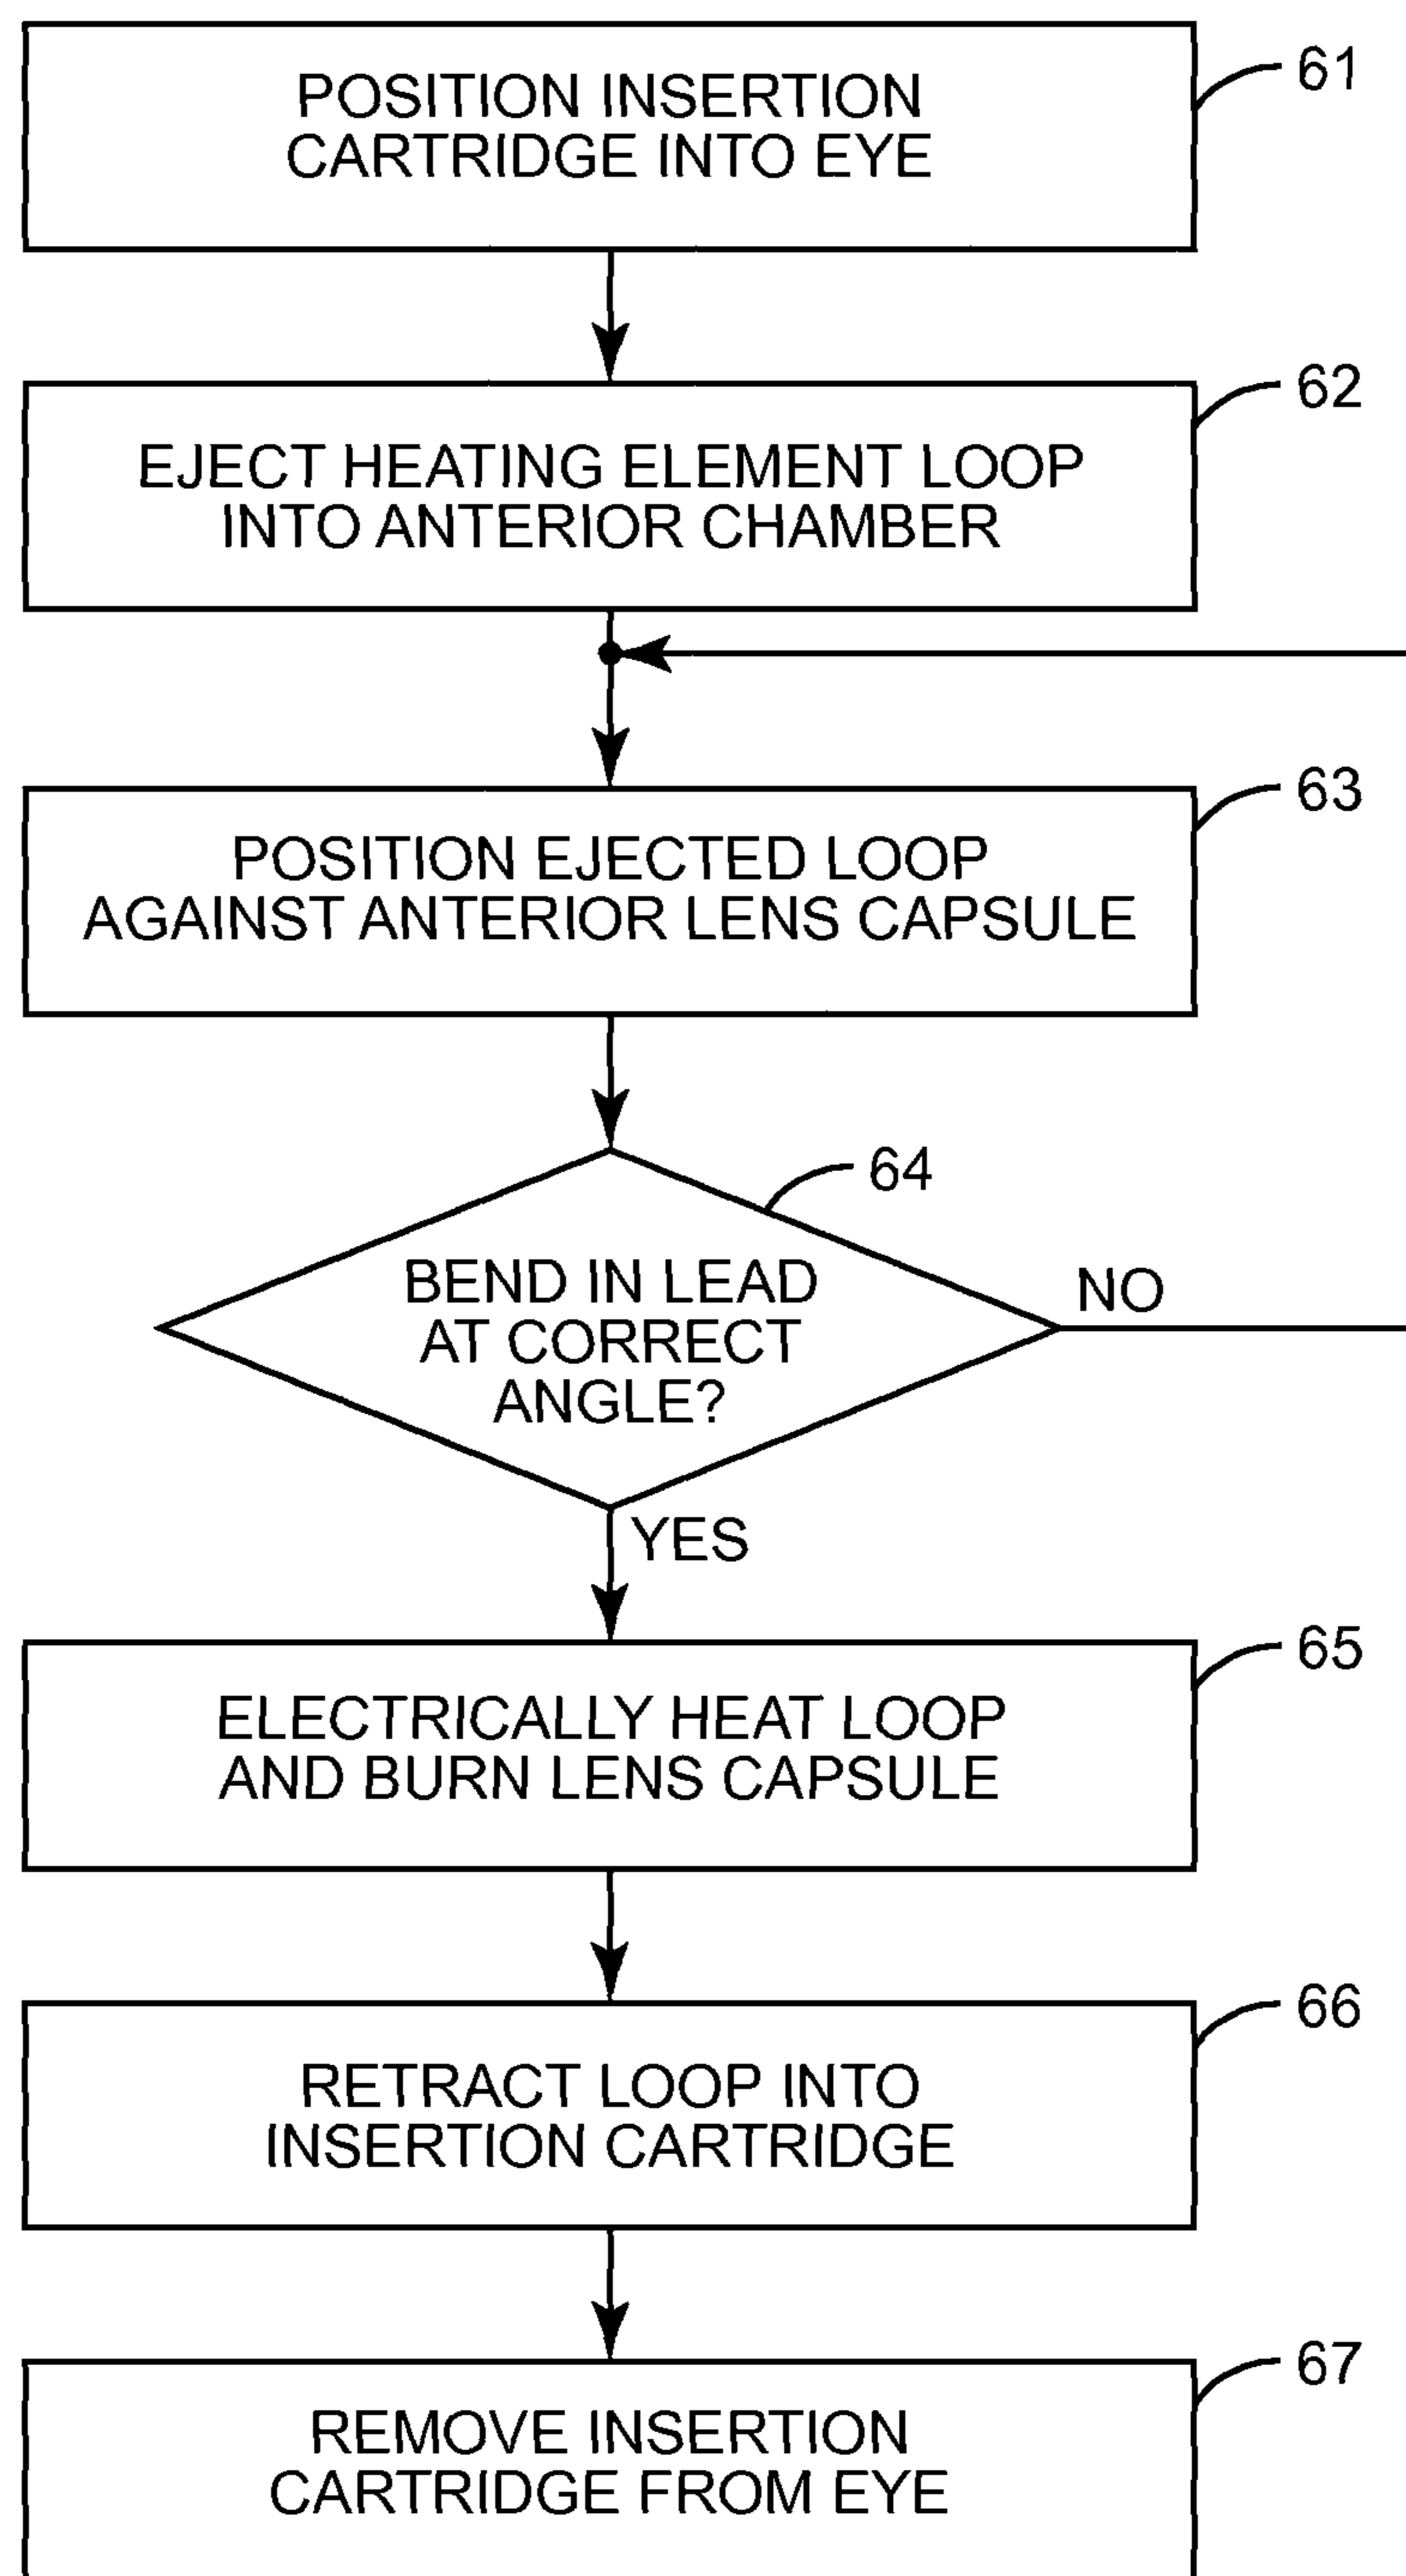 POSITION INSERTION
CARTRIDGE INTO EYE
61
EJECT HEATING ELEMENT LOOP
INTO ANTERIOR CHAMBER
62
POSITION EJECTED LOOP
AGAINST ANTERIOR LENS CAPSULE
63
BEND IN LEAD
AT CORRECT
ANGLE?
64
NO
YES
ELECTRICALLY HEAT LOOP
AND BURN LENS CAPSULE
65
RETRACT LOOP INTO
INSERTION CARTRIDGE
66
REMOVE INSERTION
CARTRIDGE FROM EYE
67